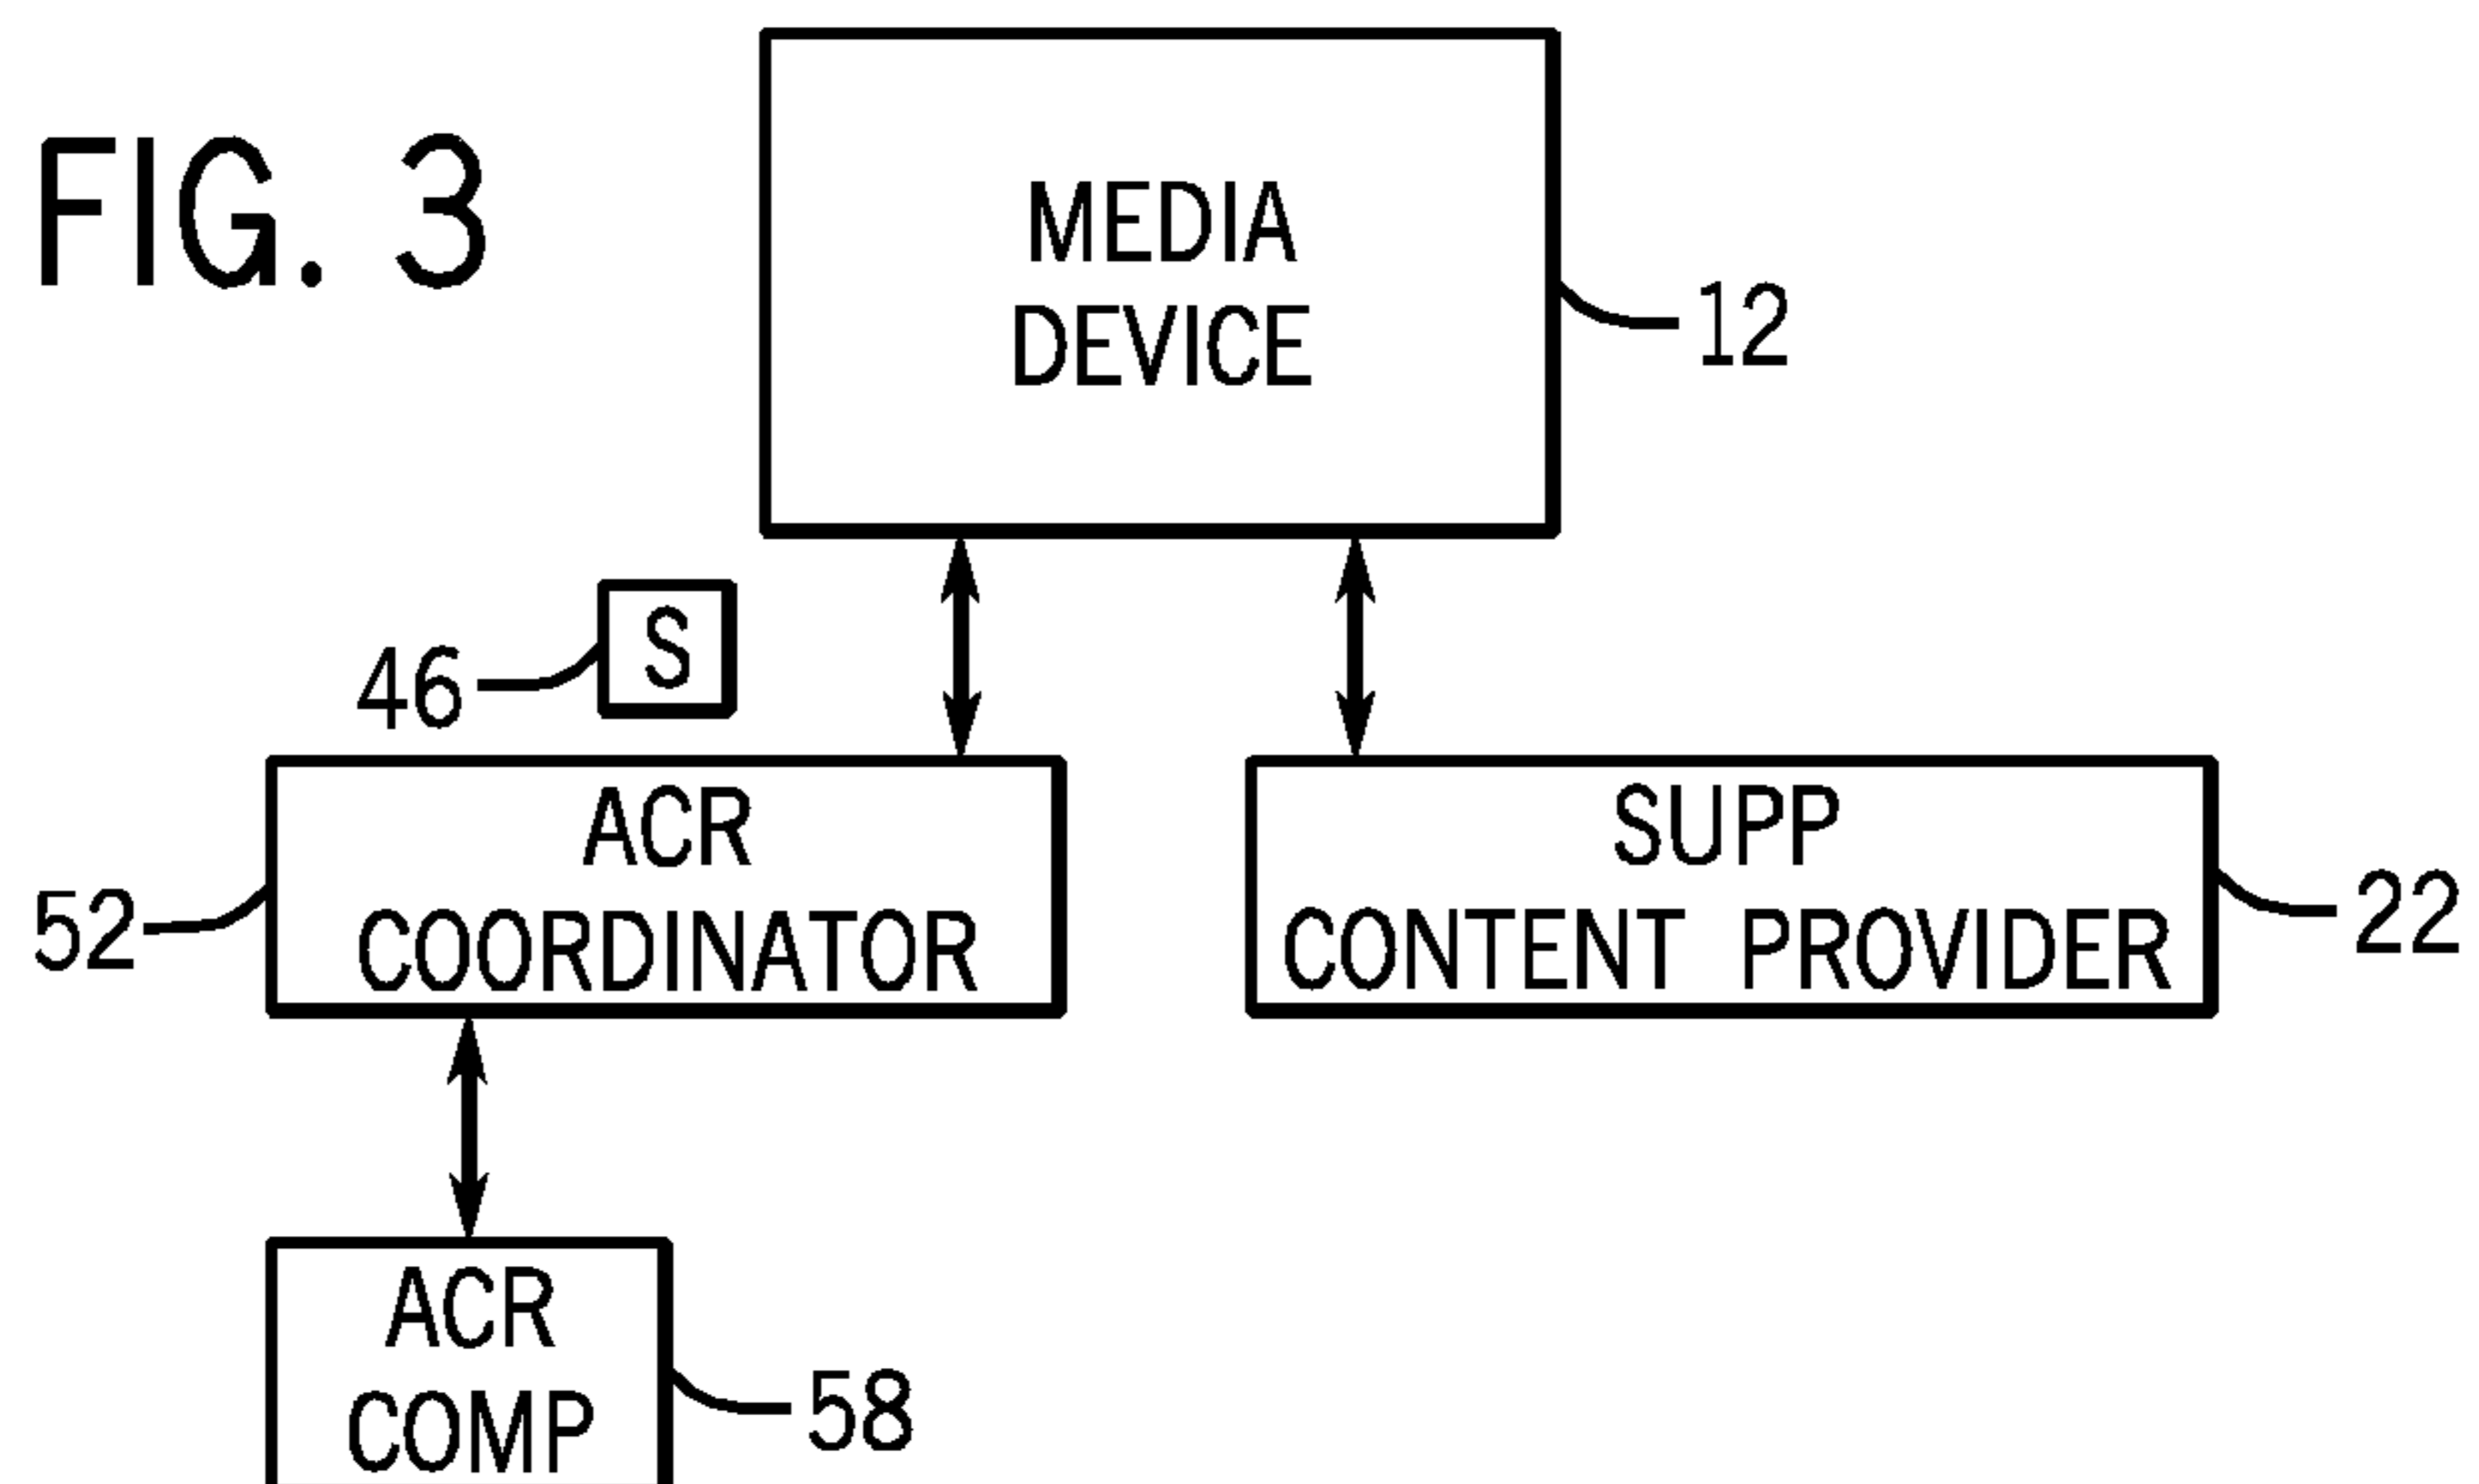 FIG. 3
MEDIA
DEVICE
12
S
46
ACR
COORDINATOR
52
SUPP
CONTENT PROVIDER
22
ACR
COMP
58